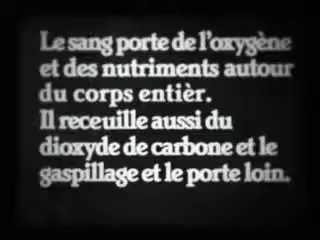 Le sang porte de l'oxygène
et des nutriments autour
du corps entièr.
Il receuille aussi du
dioxyde de carbone et le
gaspillage et le porte loin.